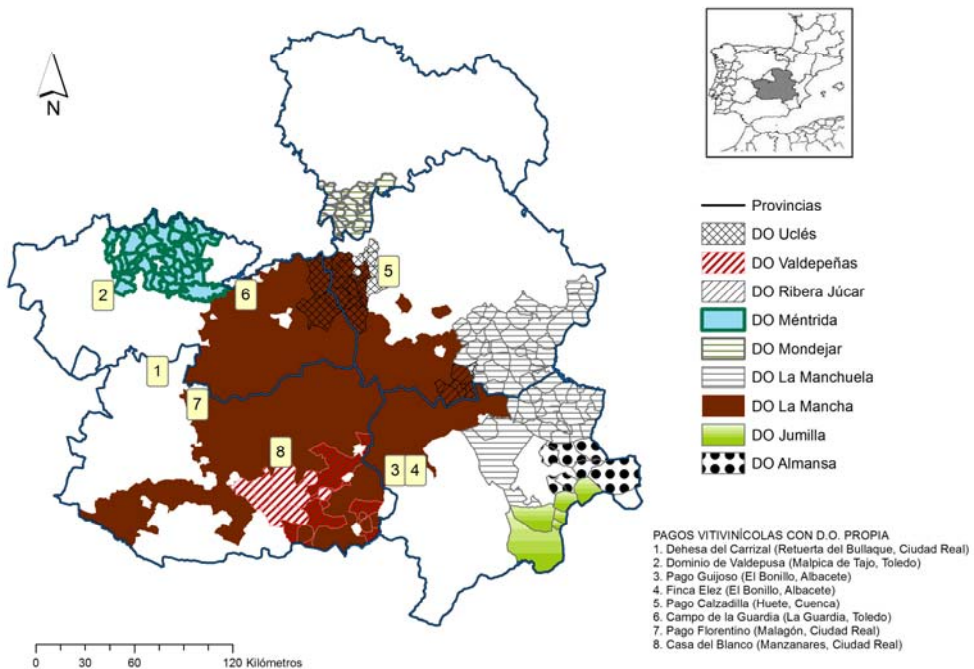 N
Provincias
DO Uclés
DO Valdepeñas
DO Ribera Júcar
DO Méntrida
DO Mondejar
DO La Manchuela
DO La Mancha
DO Jumilla
DO Almansa
2
6
5
1
7
8
3 4
PAGOS VITIVINÍCOLAS CON D.O. PROPIA
1. Dehesa del Carrizal (Retuerta del Bullaque, Ciudad Real)
2. Dominio de Valdepusa (Malpica de Tajo, Toledo)
3. Pago Guijoso (El Bonillo, Albacete)
4. Finca Elez (El Bonillo, Albacete)
5. Pago Calzadilla (Huete, Cuenca)
6. Campo de la Guardia (La Guardia, Toledo)
7. Pago Florentino (Malagón, Ciudad Real)
8. Casa del Blanco (Manzanares, Ciudad Real)
0 30 60 120 Kilómetros